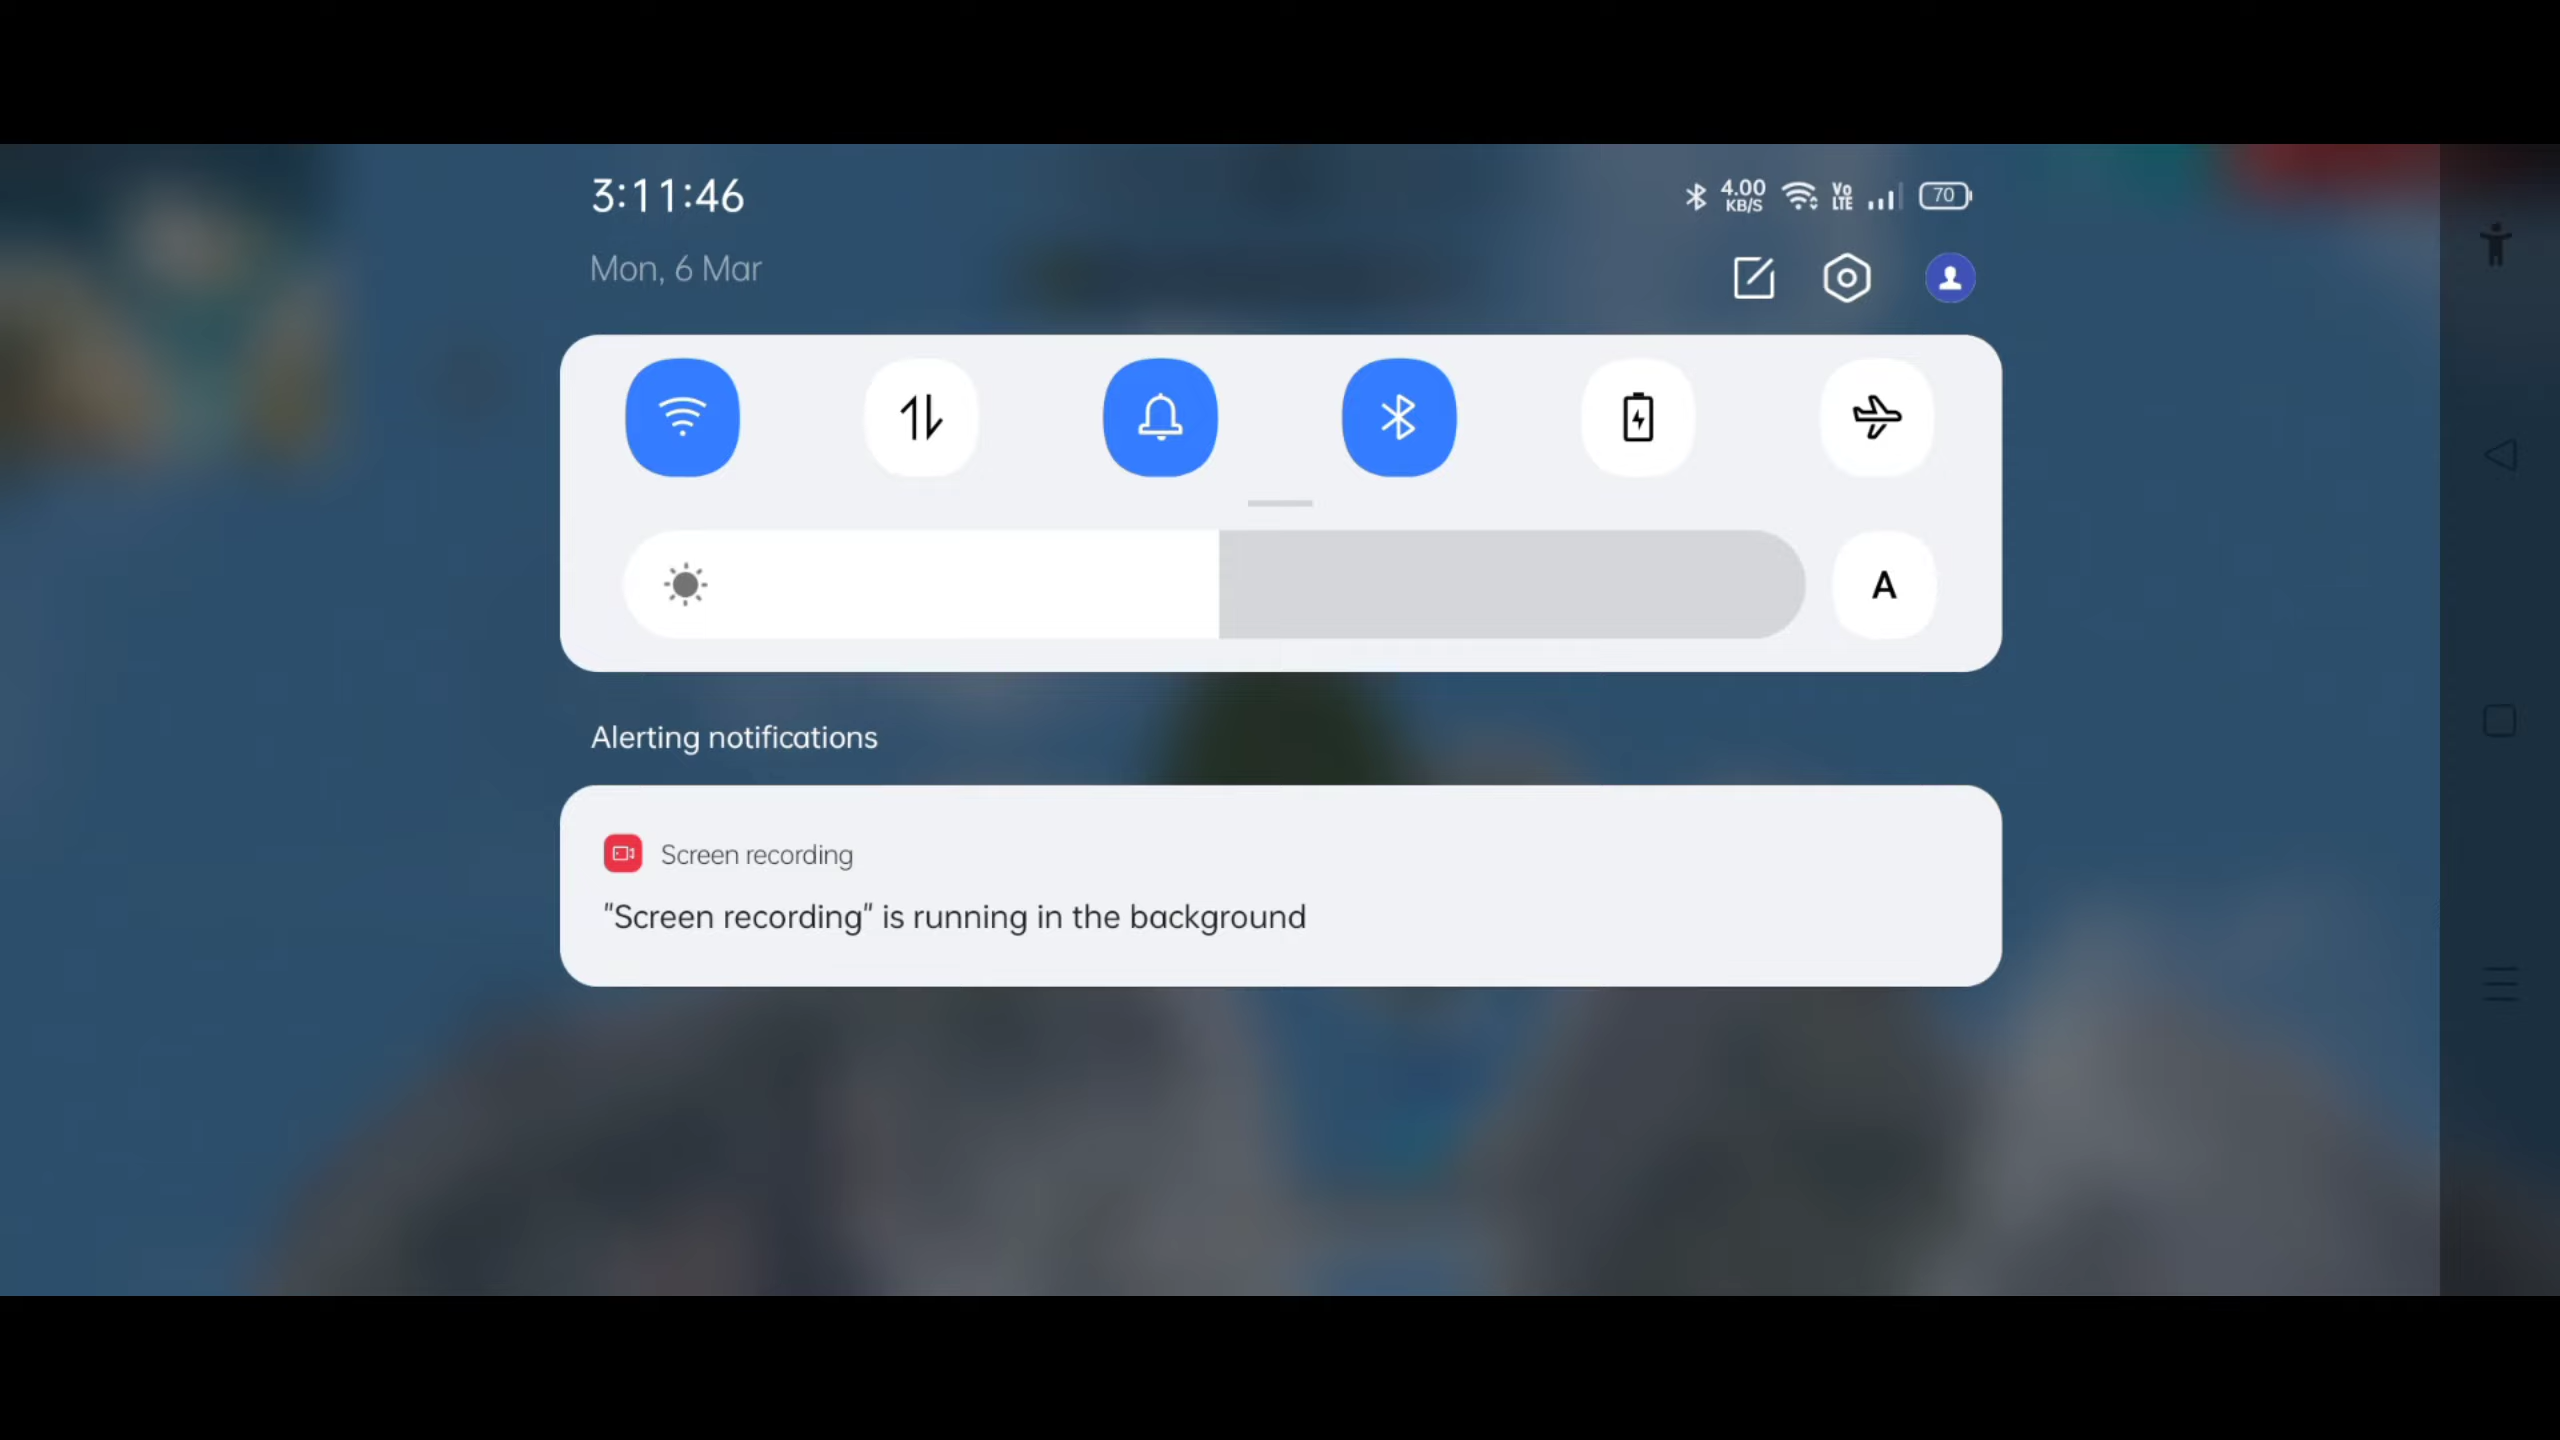 3:11:46
4.00
KB/S
Vo
LTE
70
Mon, 6 Mar
A
Alerting notifications
Screen recording
"Screen recording" is running in the background